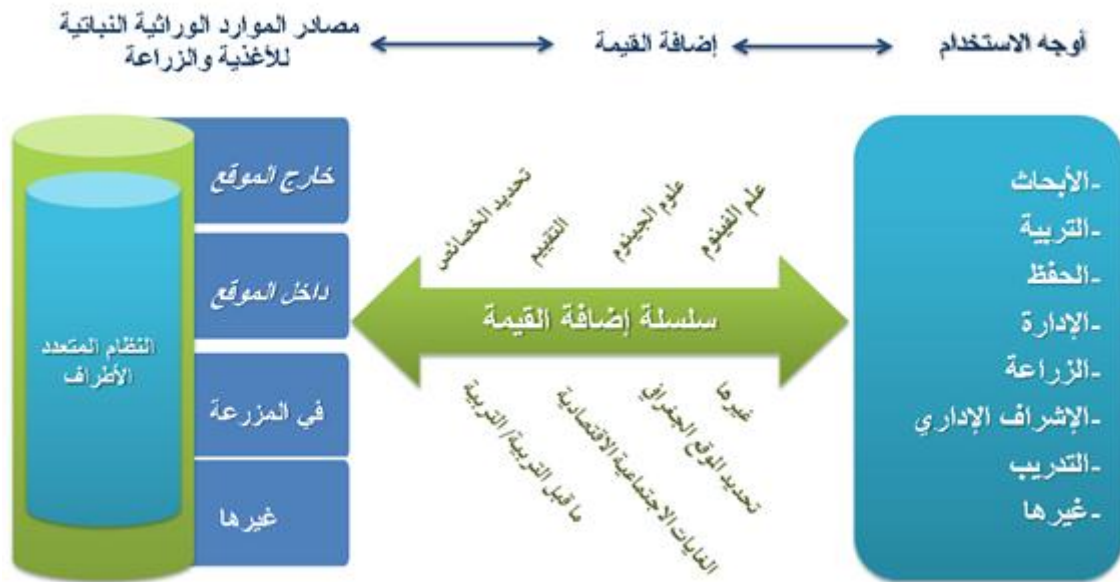 مصادر الموارد الوراثية النباتية
للأغذية والزراعة
إضافة القيمة
أوجه الاستخدام
خارج الموقع
داخل الموقع
في المزرعة
غيرها
النظام المتعدد
الأطراف
تحديد الخصائص
التقييم
علوم الجينوم
علم الفينوم
سلسلة إضافة القيمة
ما قبل التربية/ التربية
الغايات الاجتماعية الاقتصادية
تحديد الموقع الجغرافي
غيرها
-الأبحاث
-التربية
-الحفظ
-الإدارة
-الزراعة
-الإشراف الإداري
-التدريب
-غيرها